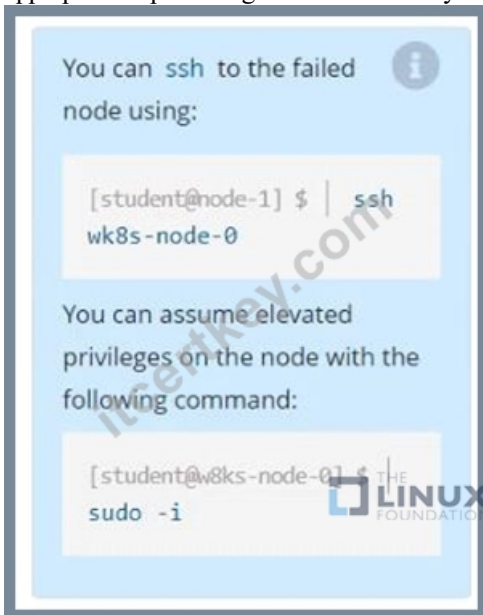 You can ssh to the failed
node using:
[student@node-1] $ | ssh
wk8s-node-0
You can assume elevated
privileges on the node with the
following command:
[student@w8ks-node-0] $ |
sudo -i
THE
LINUX
FOUNDATION
itcertkey.com